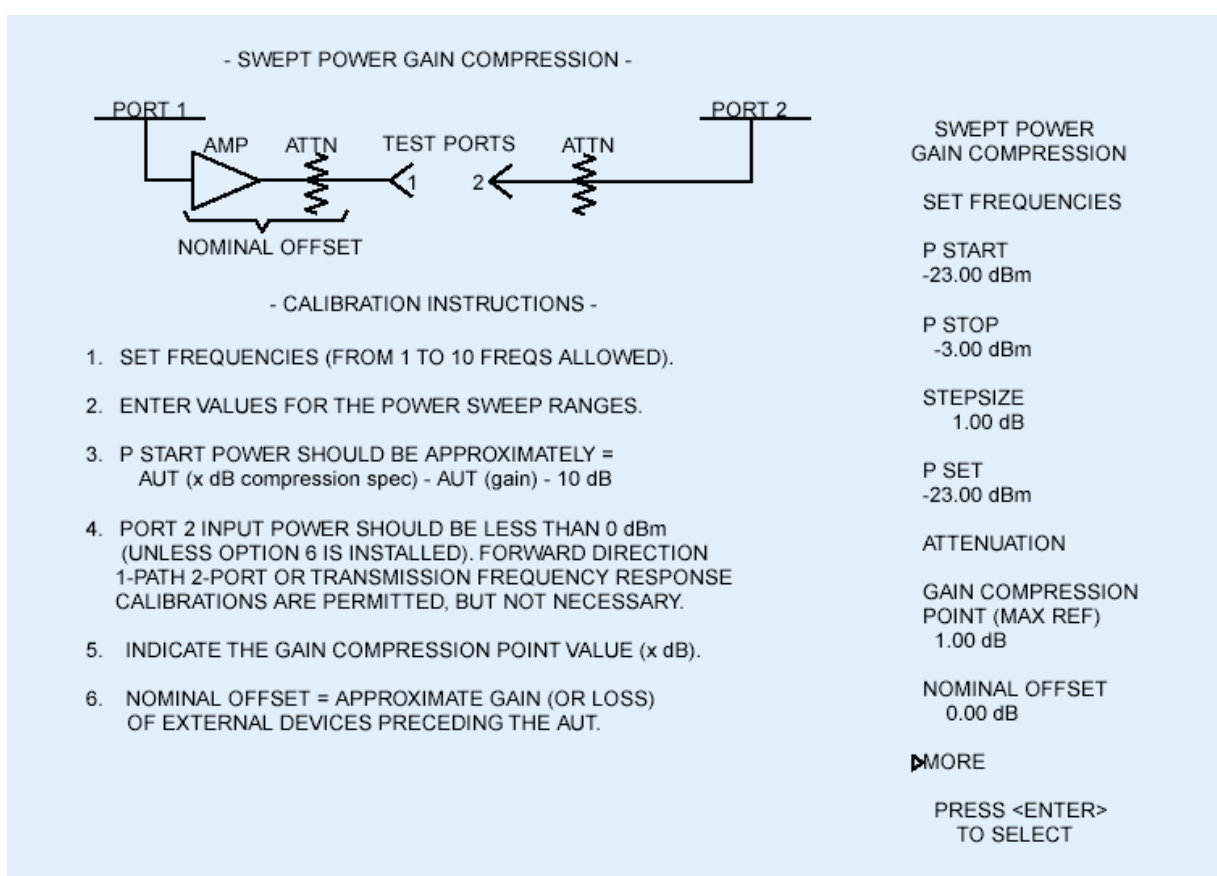 - SWEPT POWER GAIN COMPRESSION -
PORT 1
PORT 2
AMP
ATTN
TEST PORTS
ATTN
1
2
NOMINAL OFFSET
- CALIBRATION INSTRUCTIONS -
1. SET FREQUENCIES (FROM 1 TO 10 FREQS ALLOWED).
2. ENTER VALUES FOR THE POWER SWEEP RANGES.
3. P START POWER SHOULD BE APPROXIMATELY =
AUT (x dB compression spec) - AUT (gain) - 10 dB
4. PORT 2 INPUT POWER SHOULD BE LESS THAN 0 dBm
(UNLESS OPTION 6 IS INSTALLED). FORWARD DIRECTION
1-PATH 2-PORT OR TRANSMISSION FREQUENCY RESPONSE
CALIBRATIONS ARE PERMITTED, BUT NOT NECESSARY.
5. INDICATE THE GAIN COMPRESSION POINT VALUE (x dB).
6. NOMINAL OFFSET = APPROXIMATE GAIN (OR LOSS)
OF EXTERNAL DEVICES PRECEDING THE AUT.
SWEPT POWER
GAIN COMPRESSION
SET FREQUENCIES
P START
-23.00 dBm
P STOP
-3.00 dBm
STEPSIZE
1.00 dB
P SET
-23.00 dBm
ATTENUATION
GAIN COMPRESSION
POINT (MAX REF)
1.00 dB
NOMINAL OFFSET
0.00 dB
MORE
PRESS <ENTER>
TO SELECT